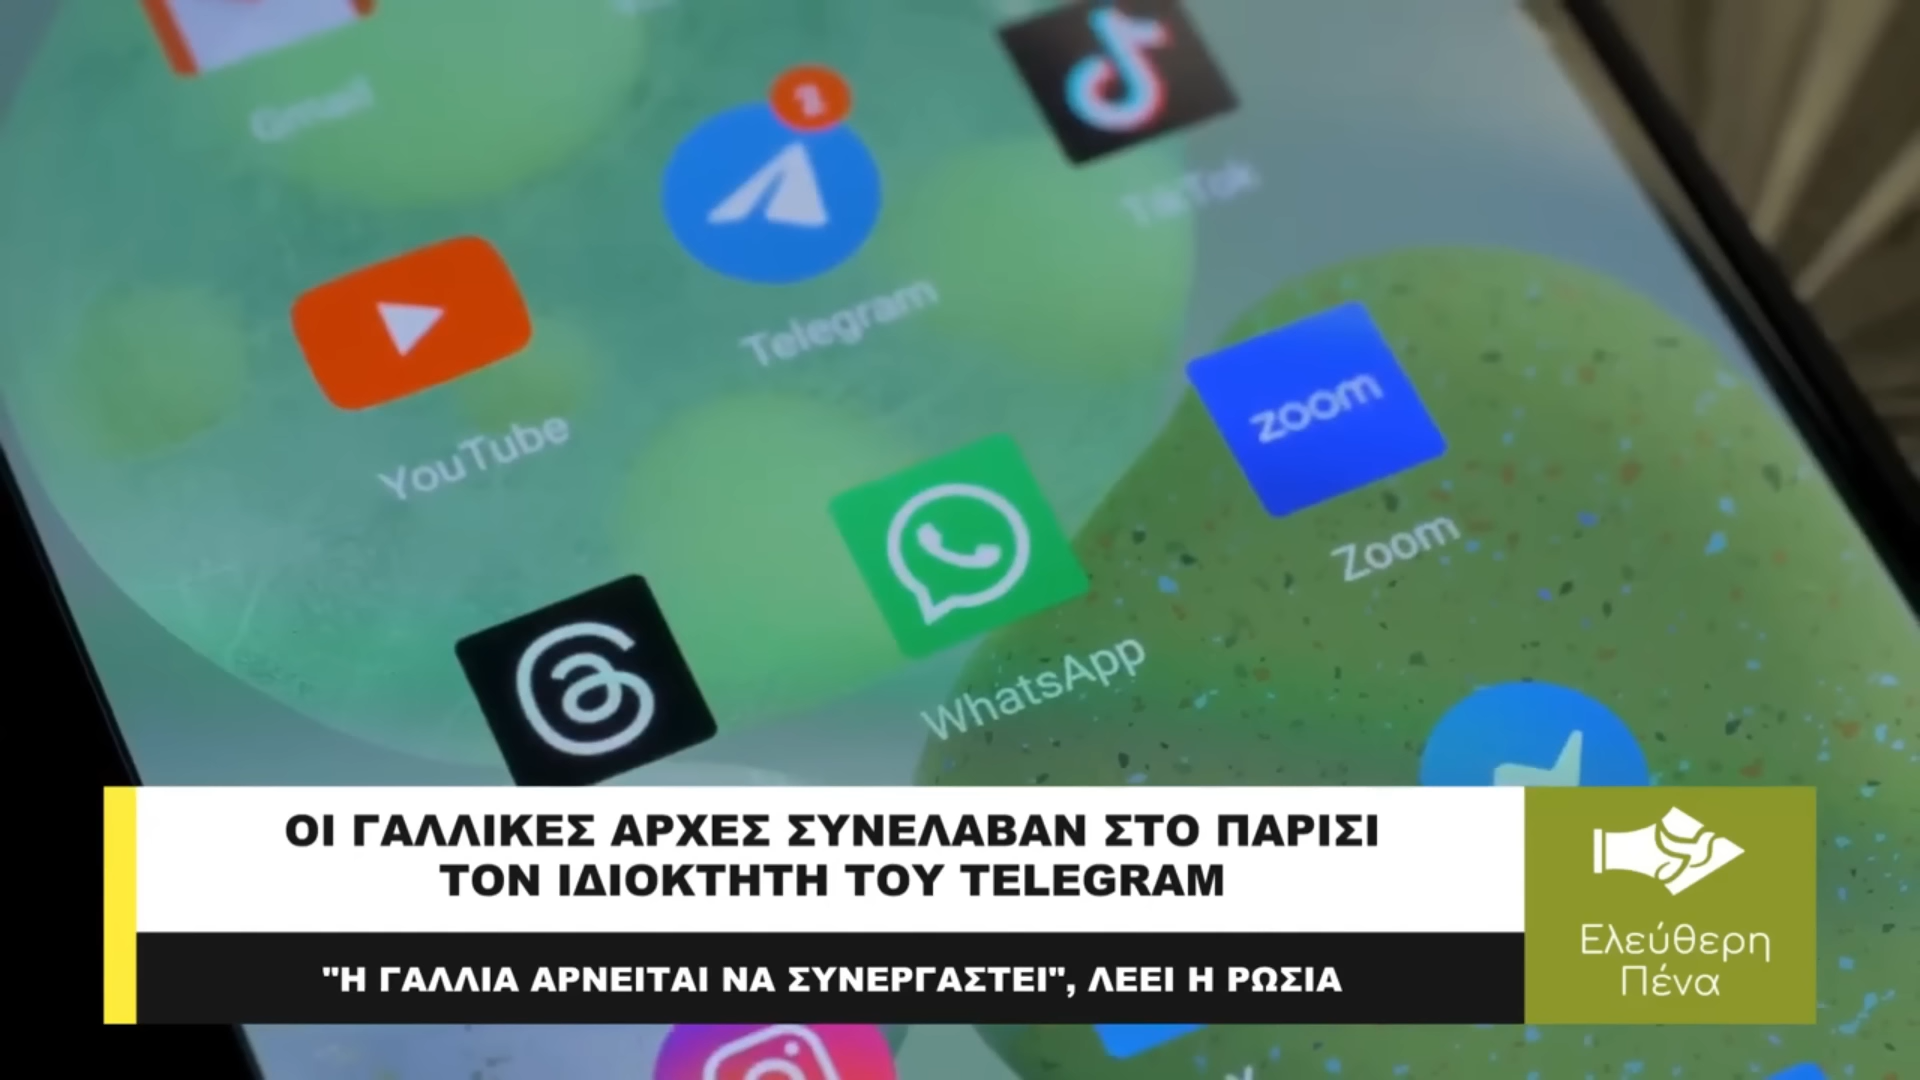 Gmail
2
TikTok
Telegram
YouTube
zoom
Zoom
WhatsApp
ΟΙ ΓΑΛΛΙΚΕΣ ΑΡΧΕΣ ΣΥΝΕΛΑΒΑΝ ΣΤΟ ΠΑΡΙΣΙ
ΤΟΝ ΙΔΙΟΚΤΗΤΗ ΤΟΥ TELEGRAM
"Η ΓΑΛΛΙΑ ΑΡΝΕΙΤΑΙ ΝΑ ΣΥΝΕΡΓΑΣΤΕΙ", ΛΕΕΙ Η ΡΩΣΙΑ
Ελεύθερη
Πένα